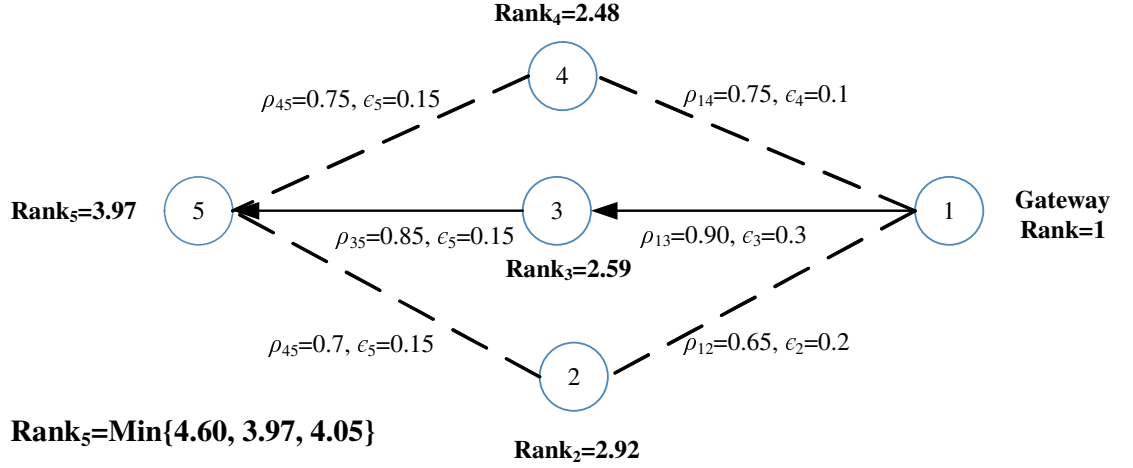 Rank₄=2.48
4
ρ₄₅=0.75, ϵ₅=0.15
ρ₁₄=0.75, ϵ₄=0.1
Rank₅=3.97
5
3
1
Gateway
Rank=1
ρ₃₅=0.85, ϵ₅=0.15
ρ₁₃=0.90, ϵ₃=0.3
Rank₃=2.59
ρ₄₅=0.7, ϵ₅=0.15
ρ₁₂=0.65, ϵ₂=0.2
2
Rank₅=Min{4.60, 3.97, 4.05}
Rank₂=2.92